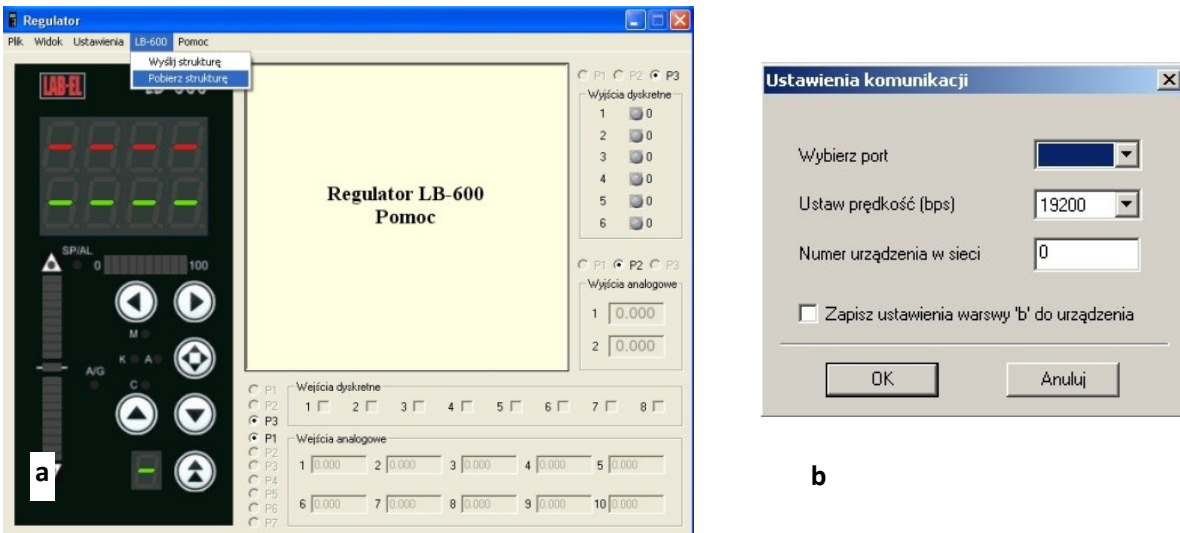 Regulator
Plik Widok Ustawienia LB-600 Pomoc
Wyślij strukturę
Pobierz strukturę
LAB-EL
SP/AL
0 100
M
K A
A/G
C
a
Regulator LB-600
Pomoc
P1 P2 P3
Wyjścia dyskretne
1 0
2 0
3 0
4 0
5 0
6 0
P1 P2 P3
Wyjścia analogowe
1 0.000
2 0.000
P1
P2
P3
Wejścia dyskretne
1 2 3 4 5 6 7 8
P1
P2
P3
P4
P5
P6
P7
Wejścia analogowe
1 0.000 2 0.000 3 0.000 4 0.000 5 0.000
6 0.000 7 0.000 8 0.000 9 0.000 10 0.000
Ustawienia komunikacji
Wybierz port
Ustaw prędkość (bps) 19200
Numer urządzenia w sieci 0
Zapisz ustawienia warswy 'b' do urządzenia
OK Anuluj
b